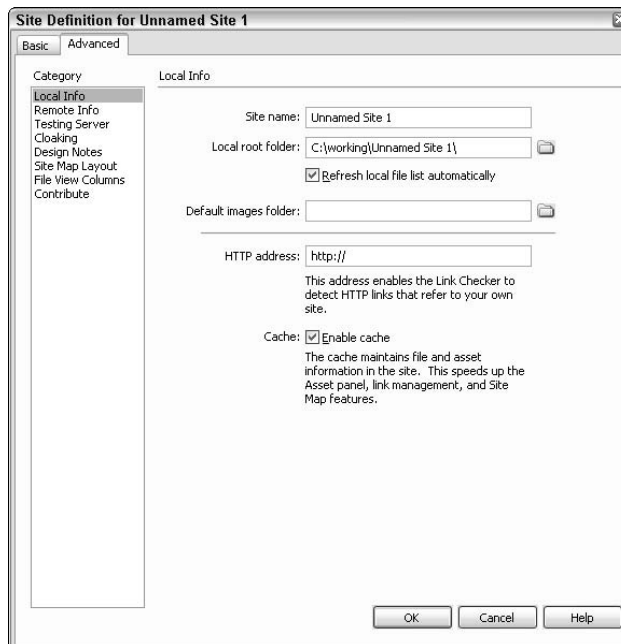 Site Definition for Unnamed Site 1
Basic
Advanced
Category
Local Info
Remote Info
Testing Server
Cloaking
Design Notes
Site Map Layout
File View Columns
Contribute
Local Info
Site name: Unnamed Site 1
Local root folder: C:\working\Unnamed Site 1\
Refresh local file list automatically
Default images folder:
HTTP address: http://
This address enables the Link Checker to
detect HTTP links that refer to your own
site.
Cache: Enable cache
The cache maintains file and asset
information in the site. This speeds up the
Asset panel, link management, and Site
Map features.
OK
Cancel
Help